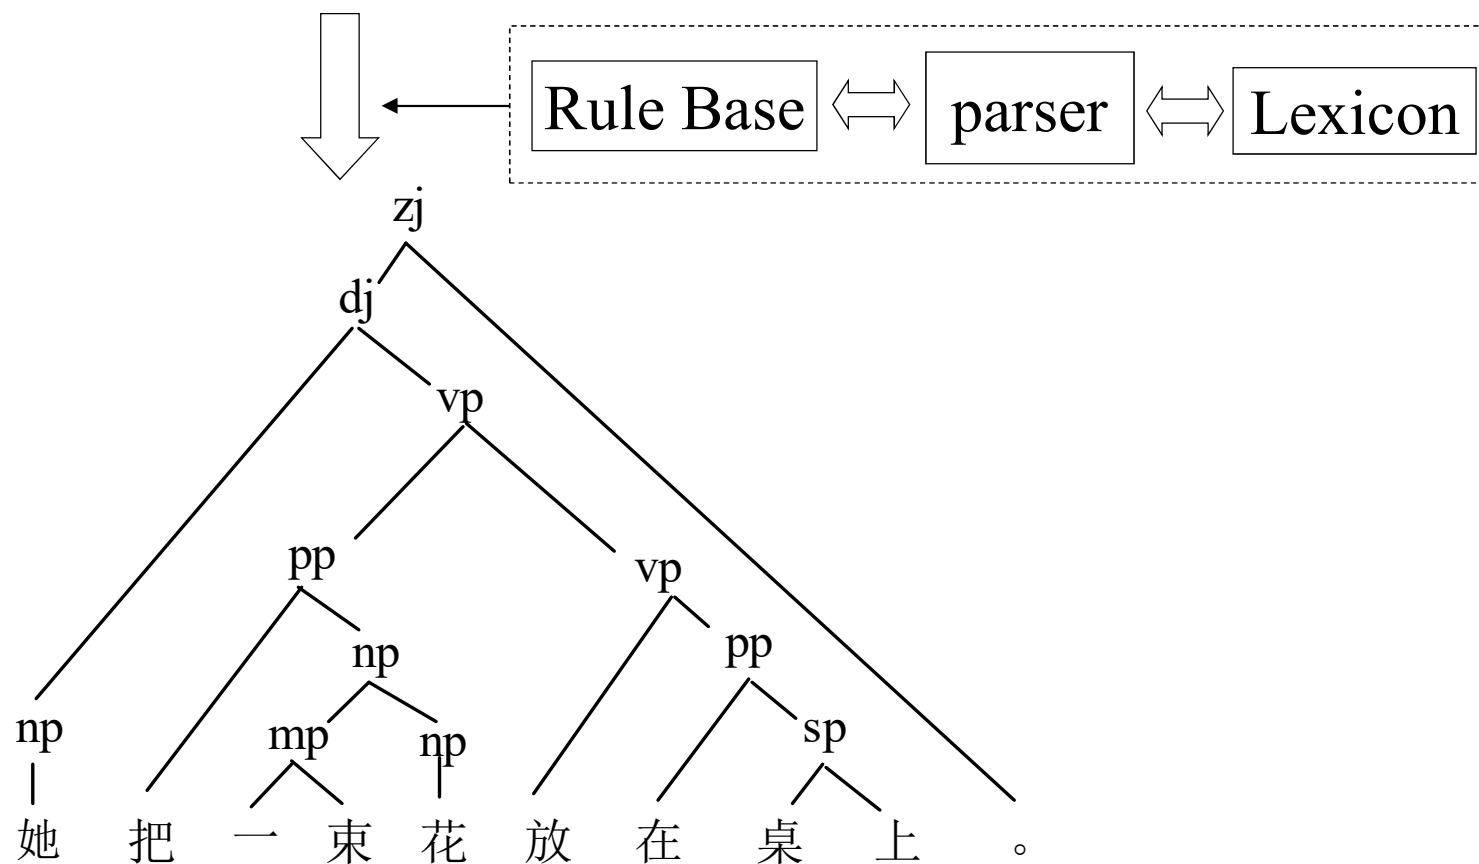 Rule Base parser Lexicon
zj
dj
vp
pp vp
np pp
np mp np sp
她 把 一 束 花 放 在 桌 上 。